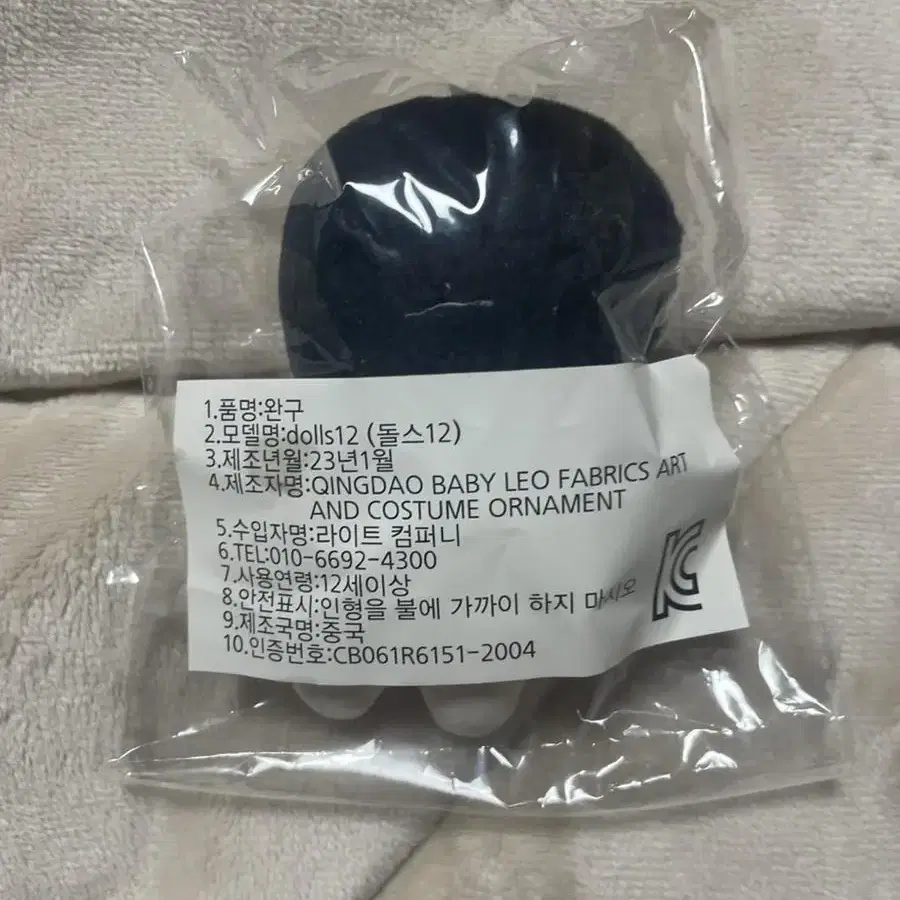 1.품명:완구
2.모델명:dolls12 (돌스12)
3.제조년월:23년1월
4.제조자명:QINGDAO BABY LEO FABRICS ART
AND COSTUME ORNAMENT
5.수입자명:라이트 컴퍼니
6.TEL:010-6692-4300
7.사용연령:12세이상
8.안전표시:인형을 불에 가까이 하지 마시오
9.제조국명:중국
10.인증번호:CB061R6151-2004
KC